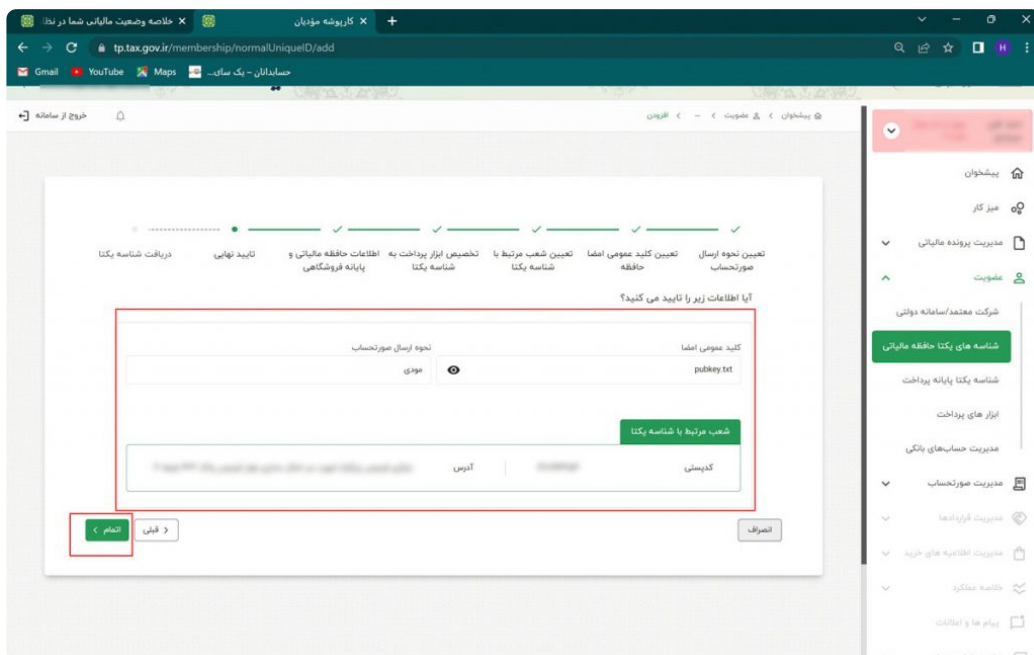 خلاصه وضعیت مالیاتی شما در نظا
کارپوشه مؤدیان
tp.tax.gov.ir/membership/normalUniqueID/add
Gmail
YouTube
Maps
حسابدانان – یک سای...
H
خروج از سامانه
پیشخوان > عضویت > ... > افزودن
پیشخوان
میز کار
مدیریت پرونده مالیاتی
عضویت
شرکت معتمد/سامانه دولتی
شناسه های یکتا حافظه مالیاتی
شناسه یکتا پایانه پرداخت
ابزار های پرداخت
مدیریت حساب‌های بانکی
مدیریت صورتحساب
مدیریت قراردادها
مدیریت اطلاعیه های خرید
خلاصه عملکرد
پیام ها و اعلانات
تعیین نحوه ارسال صورتحساب
تعیین کلید عمومی امضا حافظه
تعیین شعب مرتبط با شناسه یکتا
تخصیص ابزار پرداخت به شناسه یکتا
اطلاعات حافظه مالیاتی و پایانه فروشگاهی
تایید نهایی
دریافت شناسه یکتا
آیا اطلاعات زیر را تایید می کنید؟
کلید عمومی امضا
pubkey.txt
نحوه ارسال صورتحساب
مودی
شعب مرتبط با شناسه یکتا
کدپستی
آدرس
انصراف
قبلی
اتمام